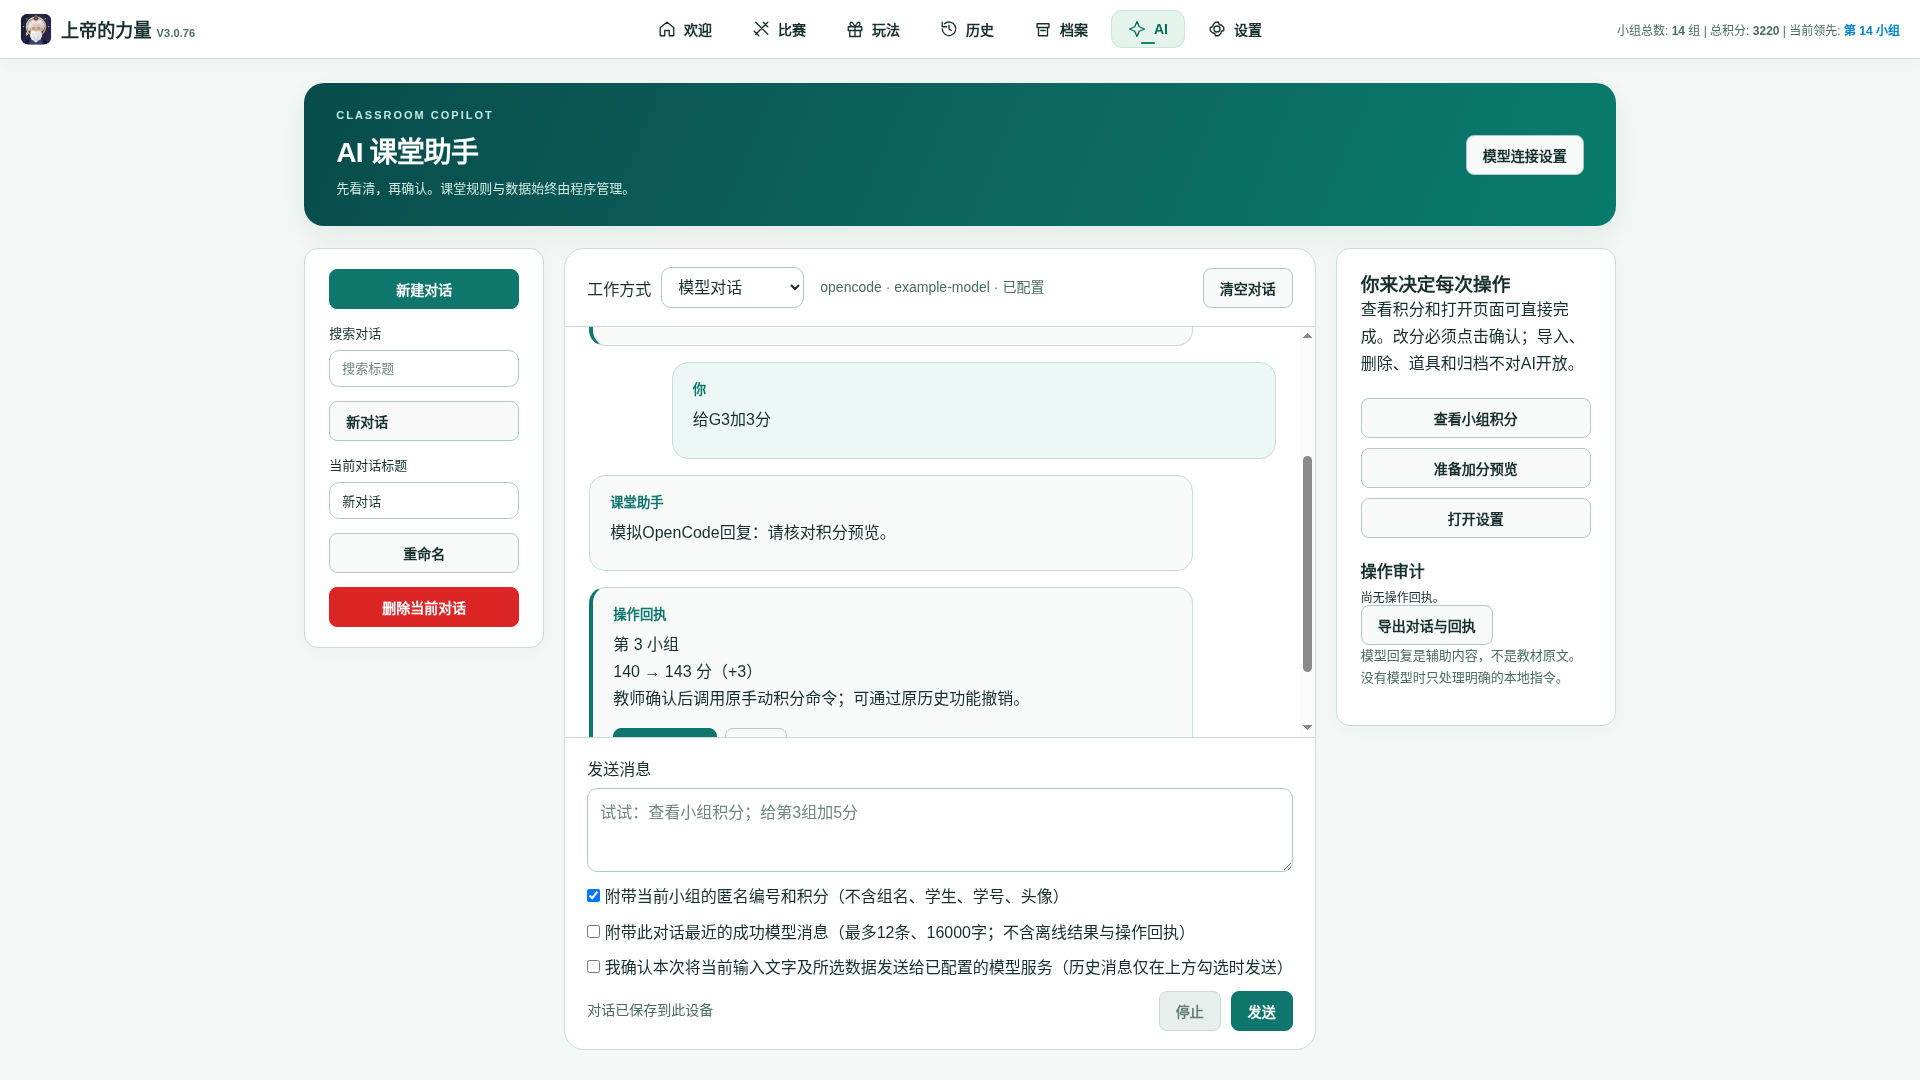 上帝的力量 V3.0.76
欢迎
比赛
玩法
历史
档案
AI
设置
小组总数: 14 组 | 总积分: 3220 | 当前领先: 第 14 小组
CLASSROOM COPILOT
AI 课堂助手
先看清，再确认。课堂规则与数据始终由程序管理。
模型连接设置
新建对话
搜索对话
搜索标题
新对话
当前对话标题
新对话
重命名
删除当前对话
工作方式
模型对话
opencode · example-model · 已配置
清空对话
你
给G3加3分
课堂助手
模拟OpenCode回复：请核对积分预览。
操作回执
第 3 小组
140 → 143 分（+3）
教师确认后调用原手动积分命令；可通过原历史功能撤销。
发送消息
试试：查看小组积分；给第3组加5分
附带当前小组的匿名编号和积分（不含组名、学生、学号、头像）
附带此对话最近的成功模型消息（最多12条、16000字；不含离线结果与操作回执）
我确认本次将当前输入文字及所选数据发送给已配置的模型服务（历史消息仅在上方勾选时发送）
对话已保存到此设备
停止
发送
你来决定每次操作
查看积分和打开页面可直接完
成。改分必须点击确认；导入、
删除、道具和归档不对AI开放。
查看小组积分
准备加分预览
打开设置
操作审计
尚无操作回执。
导出对话与回执
模型回复是辅助内容，不是教材原文。
没有模型时只处理明确的本地指令。